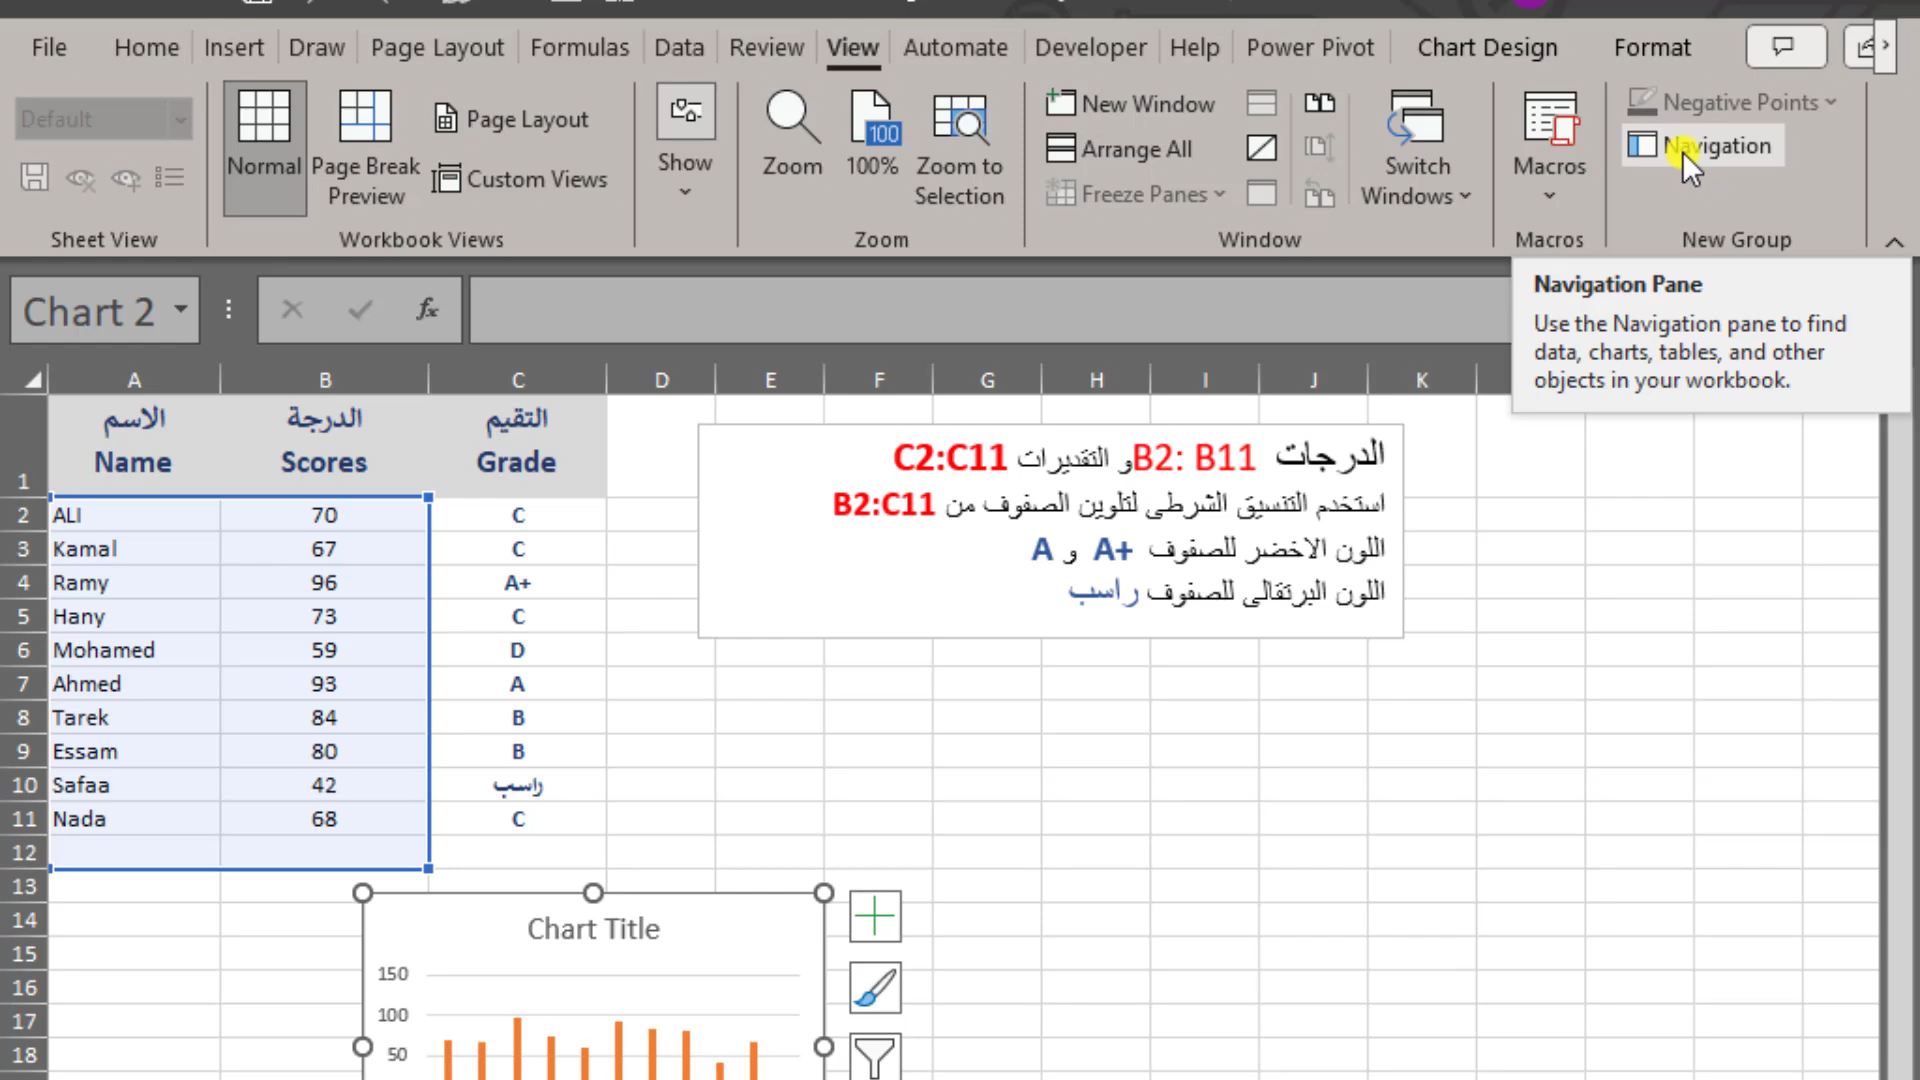 File Home Insert Draw Page Layout Formulas Data Review View Automate Developer Help Power Pivot Chart Design Format
Default
Normal
Page Break
Preview
Page Layout
Custom Views
Show
Zoom
100
100%
Zoom to
Selection
New Window
Arrange All
Freeze Panes
Switch
Windows
Macros
Negative Points
Navigation
Sheet View Workbook Views Zoom Window Macros New Group
Navigation Pane
Use the Navigation pane to find
data, charts, tables, and other
objects in your workbook.
Chart 2
fx
A B C D E F G H I J K
الاسم الدرجة التقيم
1 Name Scores Grade
2 ALI 70 C
3 Kamal 67 C
4 Ramy 96 A+
5 Hany 73 C
6 Mohamed 59 D
7 Ahmed 93 A
8 Tarek 84 B
9 Essam 80 B
10 Safaa 42 راسب
11 Nada 68 C
12
13
14
15
16
17
18
الدرجات B2: B11و التقديرات C2:C11
استخدم التنسيق الشرطى لتلوين الصفوف من B2:C11
اللون الاخضر للصفوف A+ و A
اللون البرتقالى للصفوف راسب
Chart Title
150
100
50